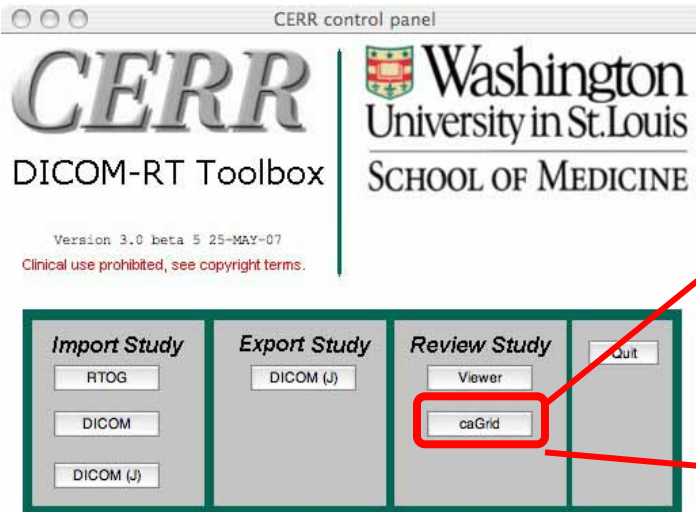 CERR control panel
CERR
DICOM-RT Toolbox
Version 3.0 beta 5 25-MAY-07
Clinical use prohibited, see copyright terms.
Washington
University in St.Louis
SCHOOL OF MEDICINE
Import Study
RTOG
DICOM
DICOM (J)
Export Study
DICOM (J)
Review Study
Viewer
caGrid
Quit